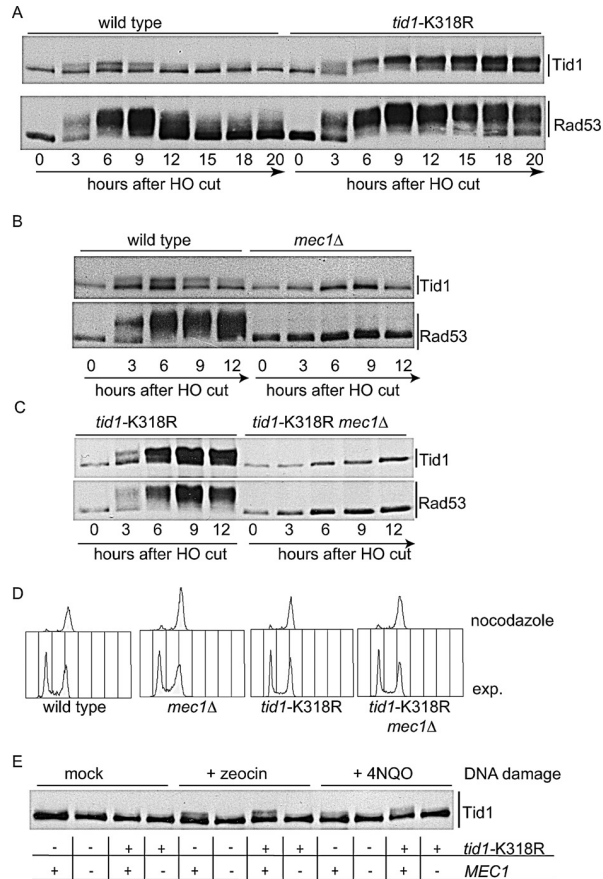 A
wild type tid1-K318R
Tid1
Rad53
0 3 6 9 12 15 18 20 0 3 6 9 12 15 18 20
hours after HO cut hours after HO cut
B
wild type mec1Δ
Tid1
Rad53
0 3 6 9 12 0 3 6 9 12
hours after HO cut hours after HO cut
C
tid1-K318R tid1-K318R mec1Δ
Tid1
Rad53
0 3 6 9 12 0 3 6 9 12
hours after HO cut hours after HO cut
D
nocodazole
exp.
wild type mec1Δ tid1-K318R tid1-K318R
mec1Δ
E
mock + zeocin + 4NQO DNA damage
Tid1
- - + + - - + + - - + + tid1-K318R
+ - + - + - + - + - + - MEC1